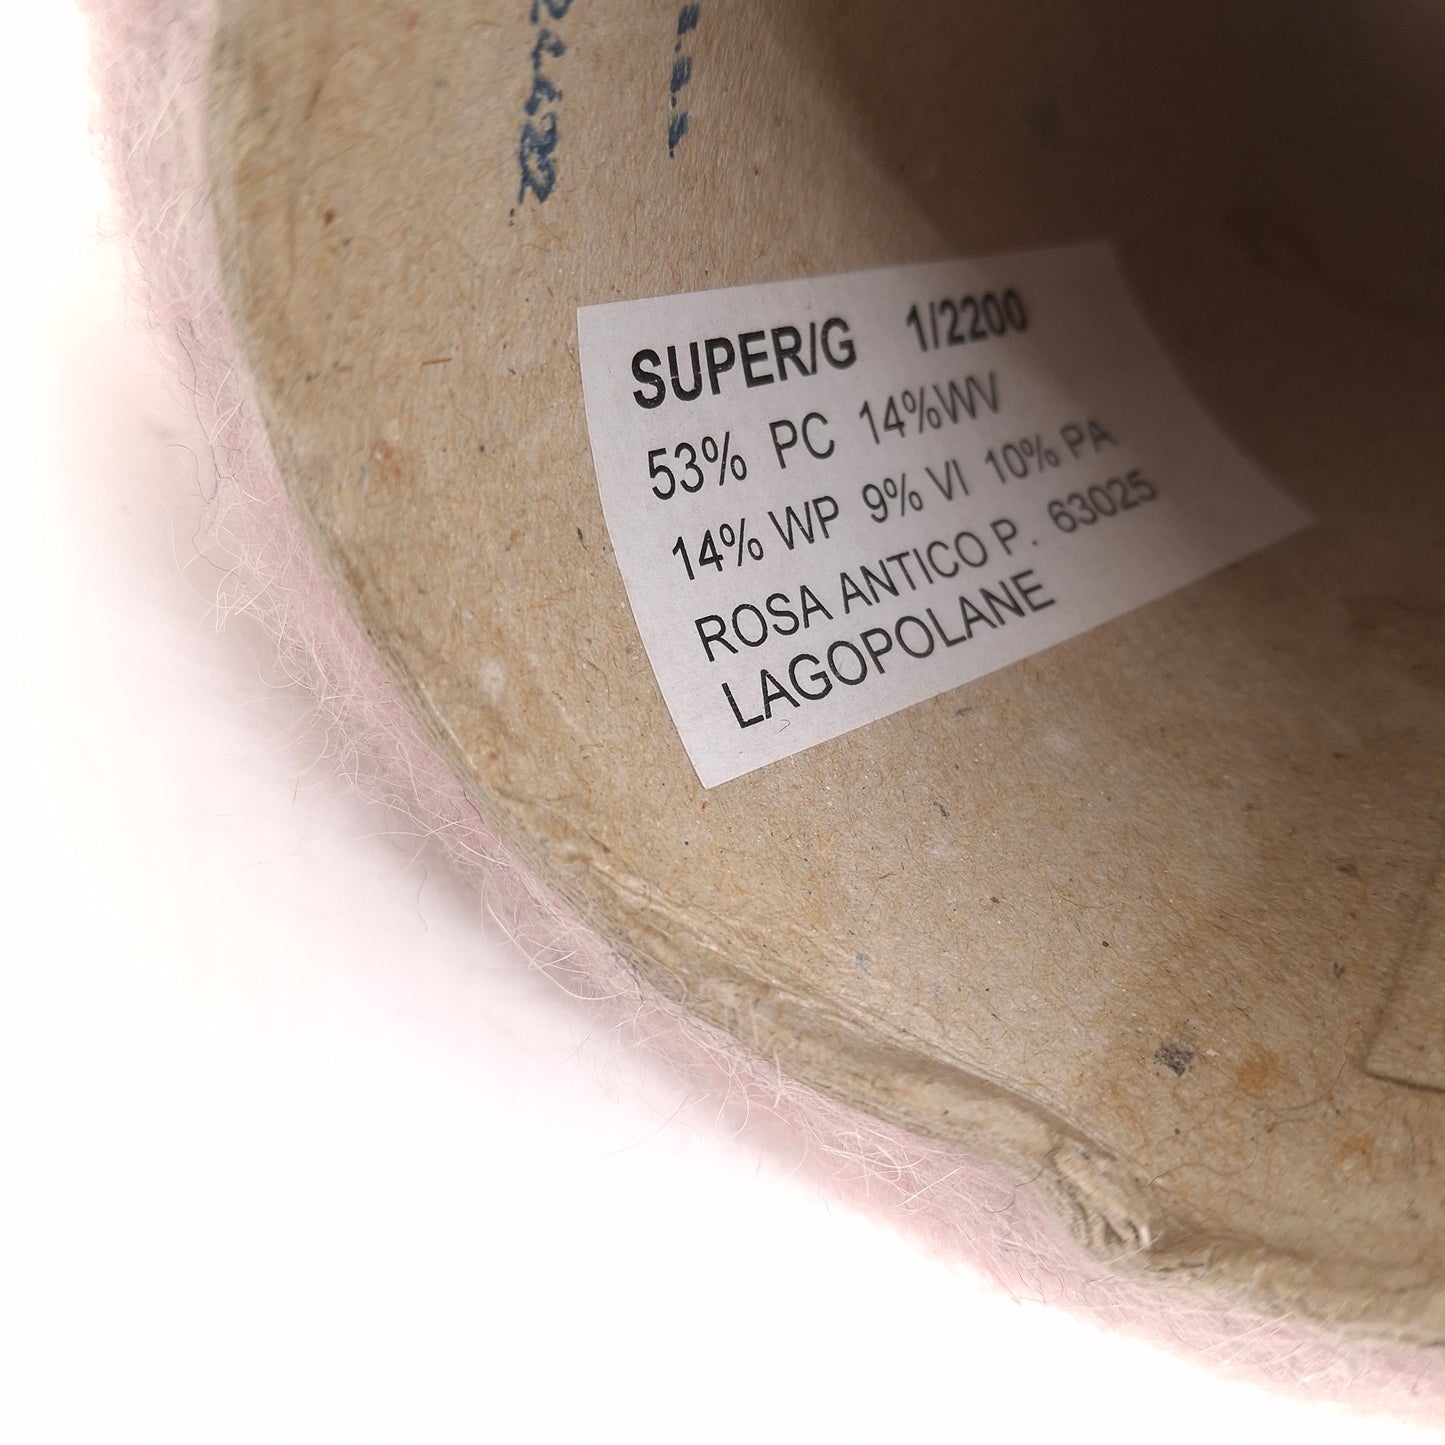 SUPER/G 1/2200
53% PC 14%WV
14% WP 9% VI 10% PA
ROSA ANTICO P. 63025
LAGOPOLANE